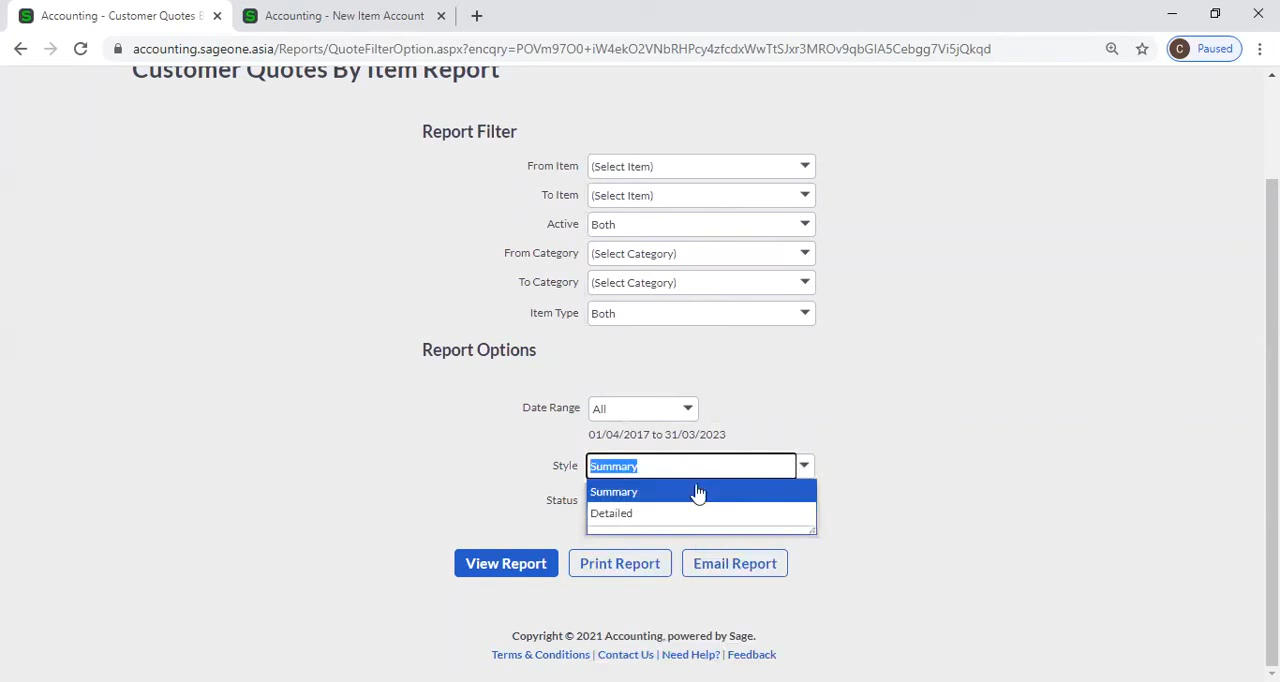 Accounting - Customer Quotes B
Accounting - New Item Account
accounting.sageone.asia/Reports/QuoteFilterOption.aspx?encqry=POVm97O0+iW4ekO2VNbRHPcy4zfcdxWwTtSJxr3MROv9qbGIA5Cebgg7Vi5jQkqd
C
Paused
Customer Quotes By Item Report
Report Filter
From Item (Select Item)
To Item (Select Item)
Active Both
From Category (Select Category)
To Category (Select Category)
Item Type Both
Report Options
Date Range All
01/04/2017 to 31/03/2023
Style Summary
Summary
Status
Detailed
View Report Print Report Email Report
Copyright © 2021 Accounting, powered by Sage.
Terms & Conditions | Contact Us | Need Help? | Feedback